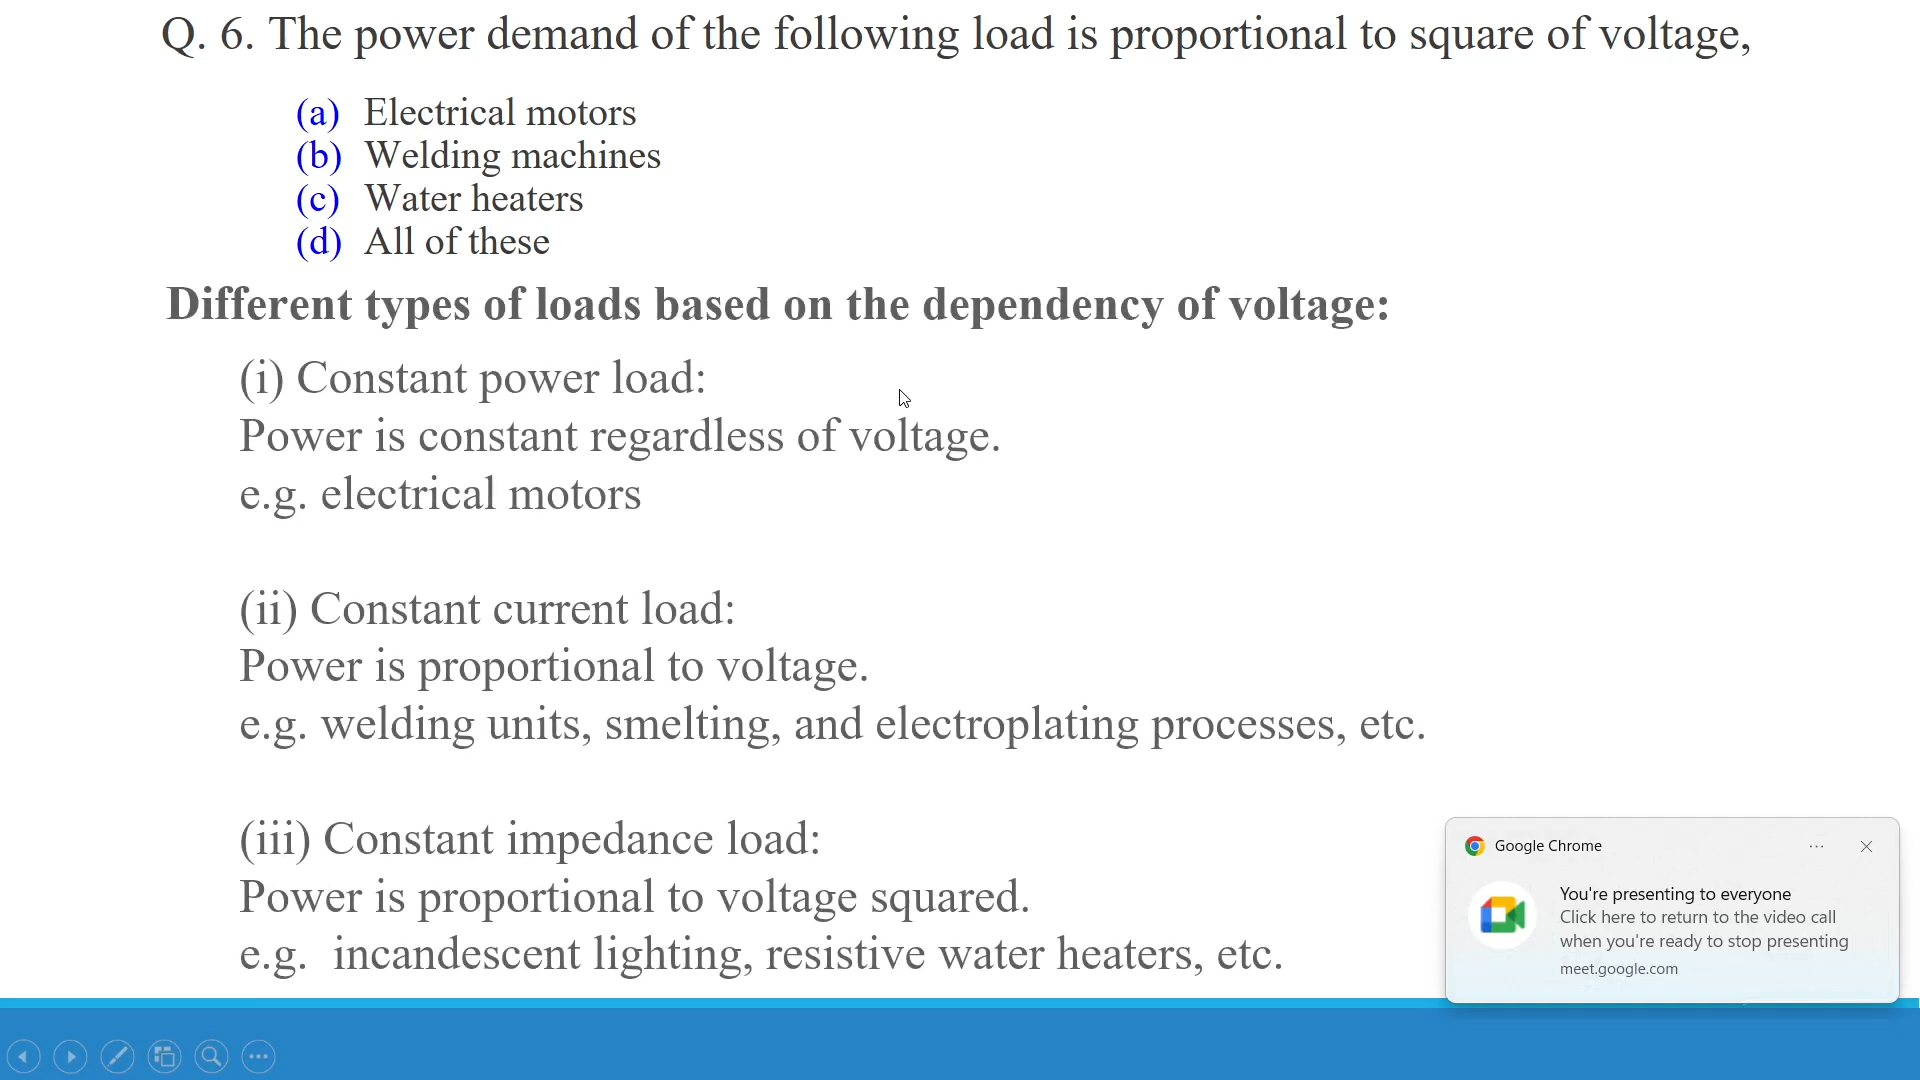 Q. 6. The power demand of the following load is proportional to square of voltage,
(a) Electrical motors
(b) Welding machines
(c) Water heaters
(d) All of these
Different types of loads based on the dependency of voltage:
(i) Constant power load:
Power is constant regardless of voltage.
e.g. electrical motors
(ii) Constant current load:
Power is proportional to voltage.
e.g. welding units, smelting, and electroplating processes, etc.
(iii) Constant impedance load:
Power is proportional to voltage squared.
e.g. incandescent lighting, resistive water heaters, etc.
Google Chrome
You're presenting to everyone
Click here to return to the video call
when you're ready to stop presenting
meet.google.com